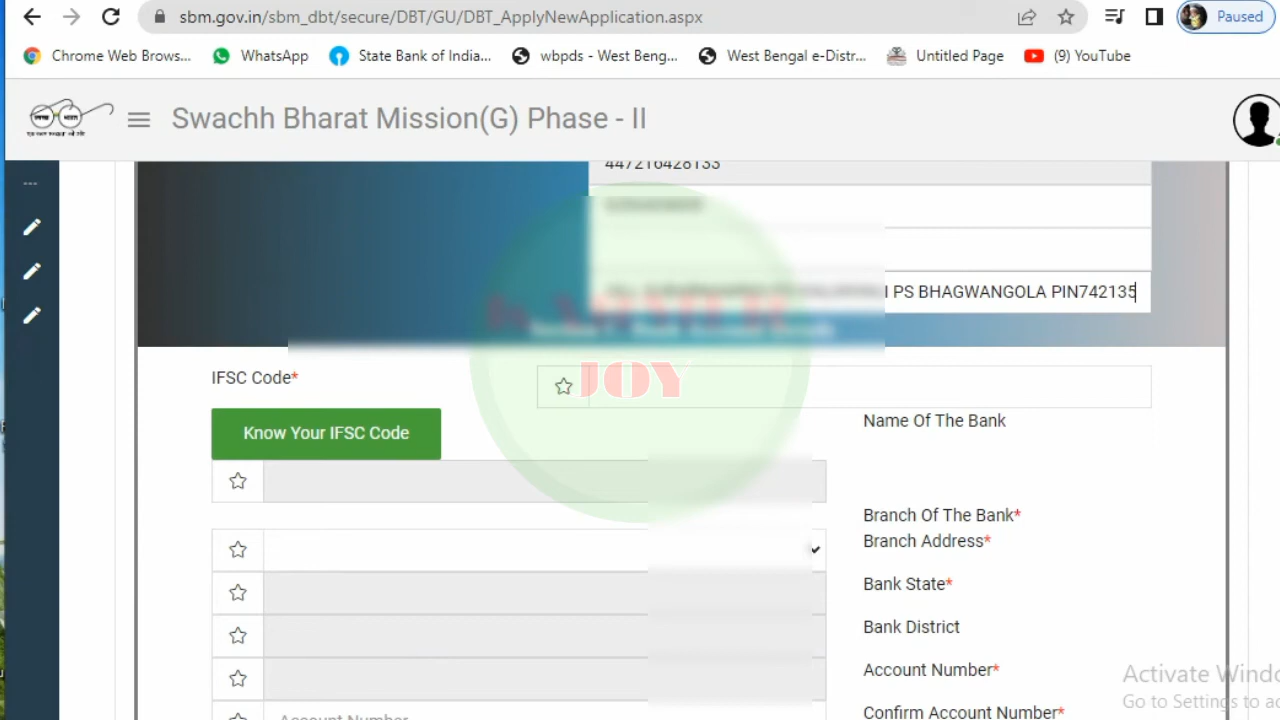 sbm.gov.in/sbm_dbt/secure/DBT/GU/DBT_ApplyNewApplication.aspx
Paused
Chrome Web Brows...
WhatsApp
State Bank of India...
wbpds - West Beng...
West Bengal e-Distr...
Untitled Page
(9) YouTube
Swachh Bharat Mission(G) Phase - II
447216428133
I PS BHAGWANGOLA PIN742135
JOY
IFSC Code*
Name Of The Bank
Know Your IFSC Code
Branch Of The Bank*
Branch Address*
Bank State*
Bank District
Account Number*
Activate Windo
Go to Settings to ac
Confirm Account Number*
Account Number